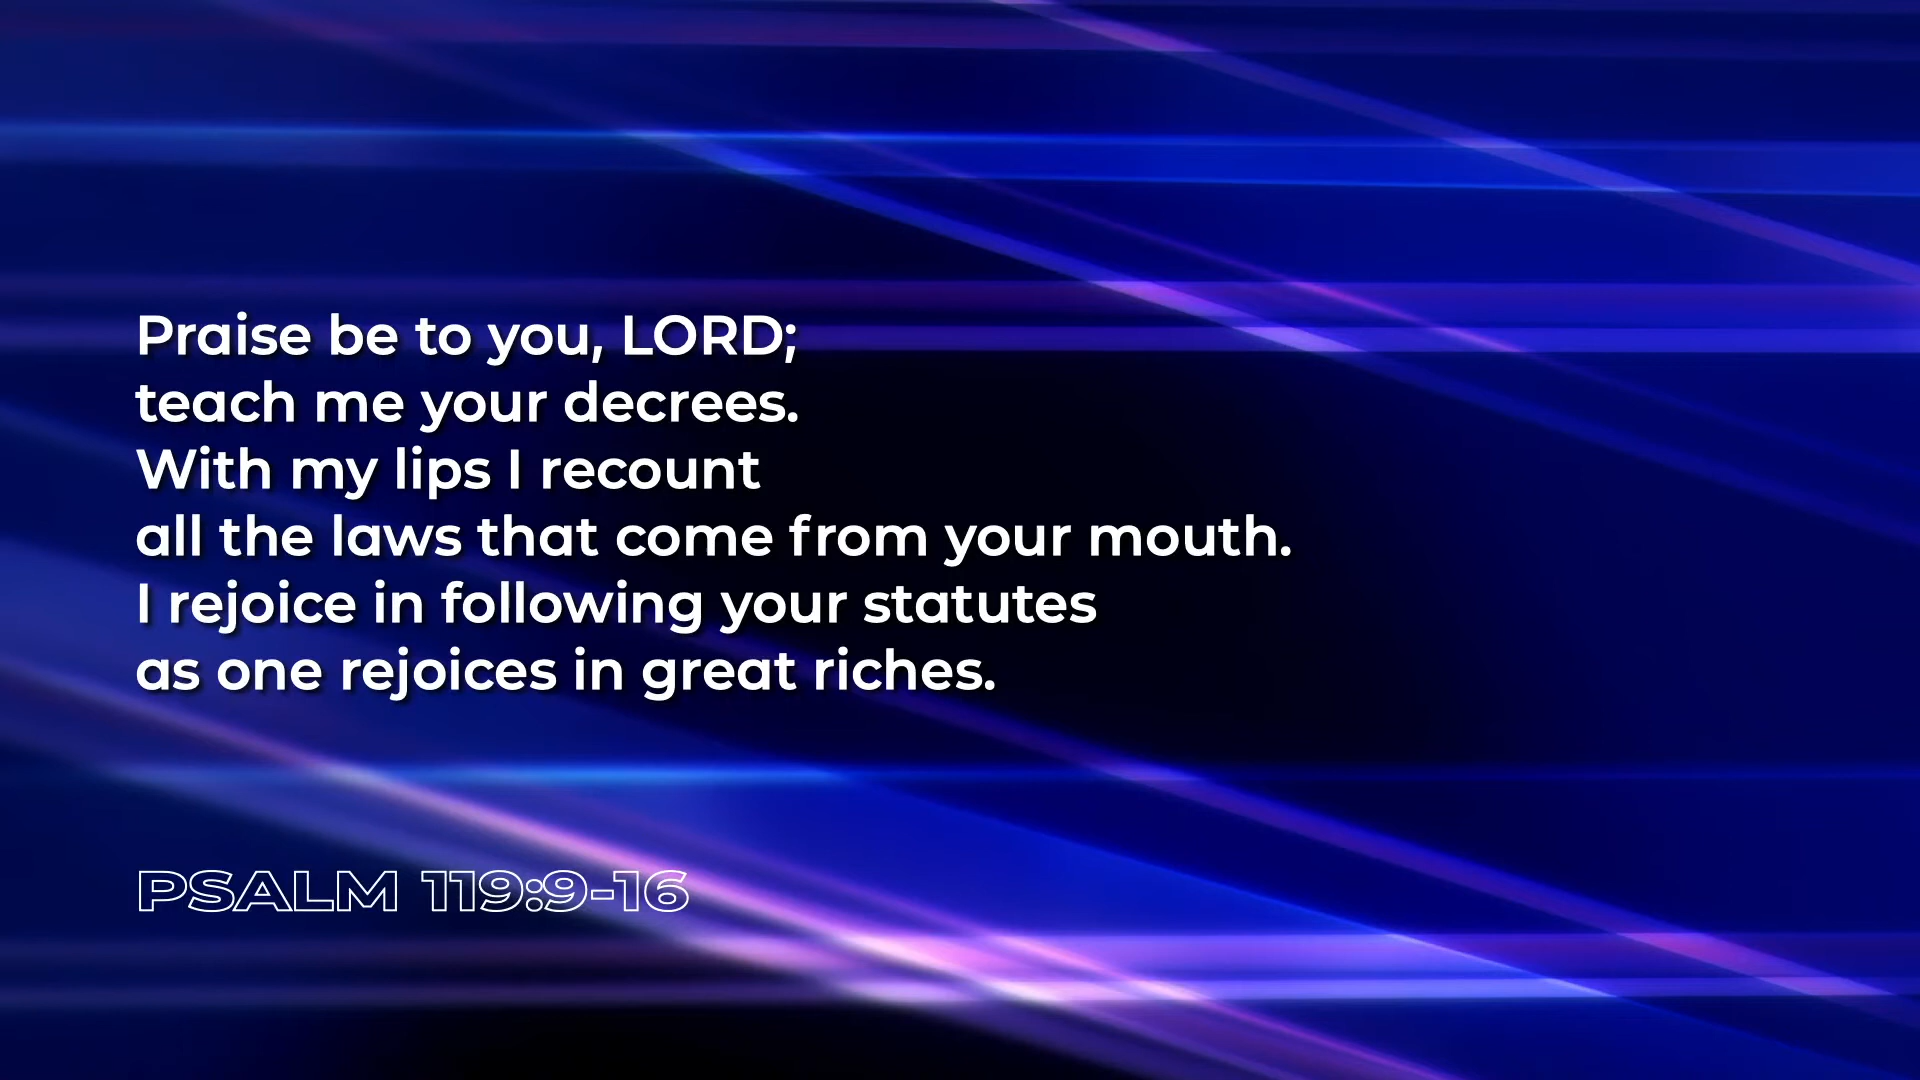 Praise be to you, LORD;
teach me your decrees.
With my lips I recount
all the laws that come from your mouth.
I rejoice in following your statutes
as one rejoices in great riches.
PSALM 119:9-16